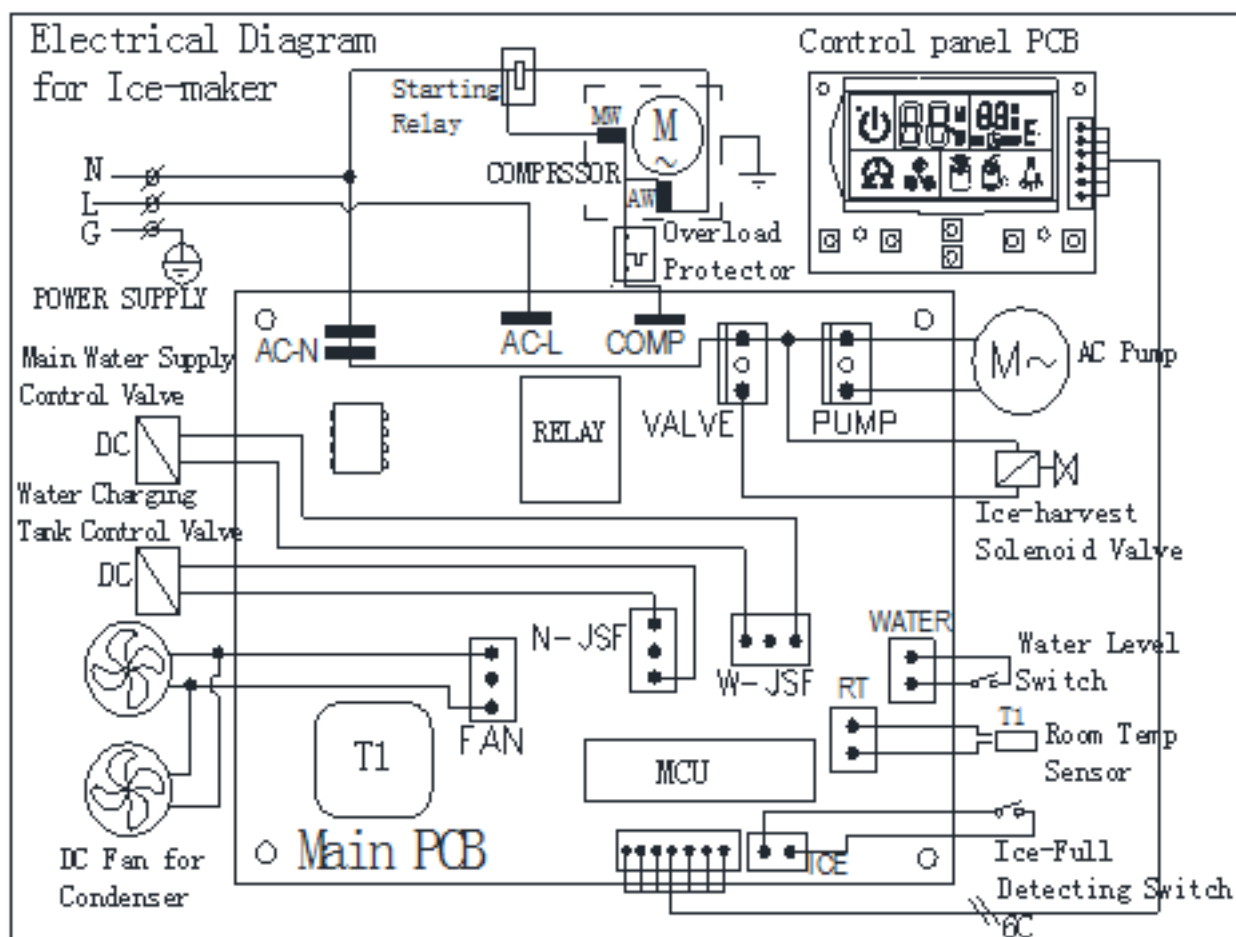 Electrical Diagram
for Ice-maker
Control panel PCB
Starting
Relay
MW
M
~
COMPRSSOR
AW
N
L
G
POWER SUPPLY
Overload
Protector
AC-N
AC-L
COMP
Main Water Supply
Control Valve
DC
RELAY
VALVE
PUMP
M~
AC Pump
Water Charging
Tank Control Valve
DC
Ice-harvest
Solenoid Valve
N-JSF
W-JSF
WATER
Water Level
Switch
RT
T1
Room Temp
Sensor
FAN
T1
MCU
Main PCB
ICE
DC Fan for
Condenser
Ice-Full
Detecting Switch
6C